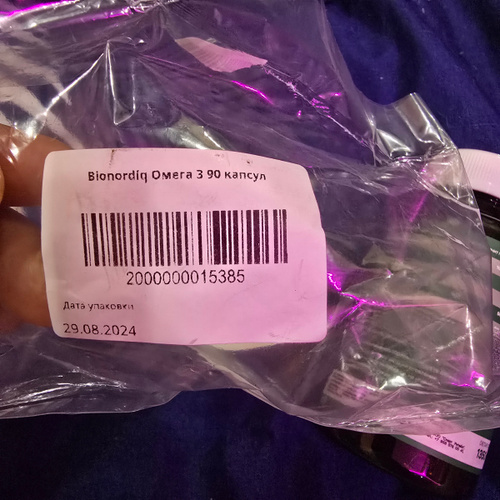 Bionordiq Омега 3 90 капсул
2000000015385
Дата упаковки
29.08.2024